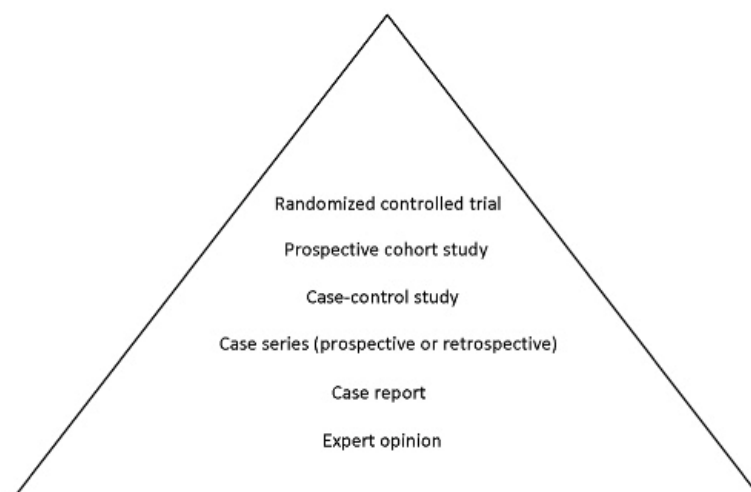 Randomized controlled trial
Prospective cohort study
Case-control study
Case series (prospective or retrospective)
Case report
Expert opinion